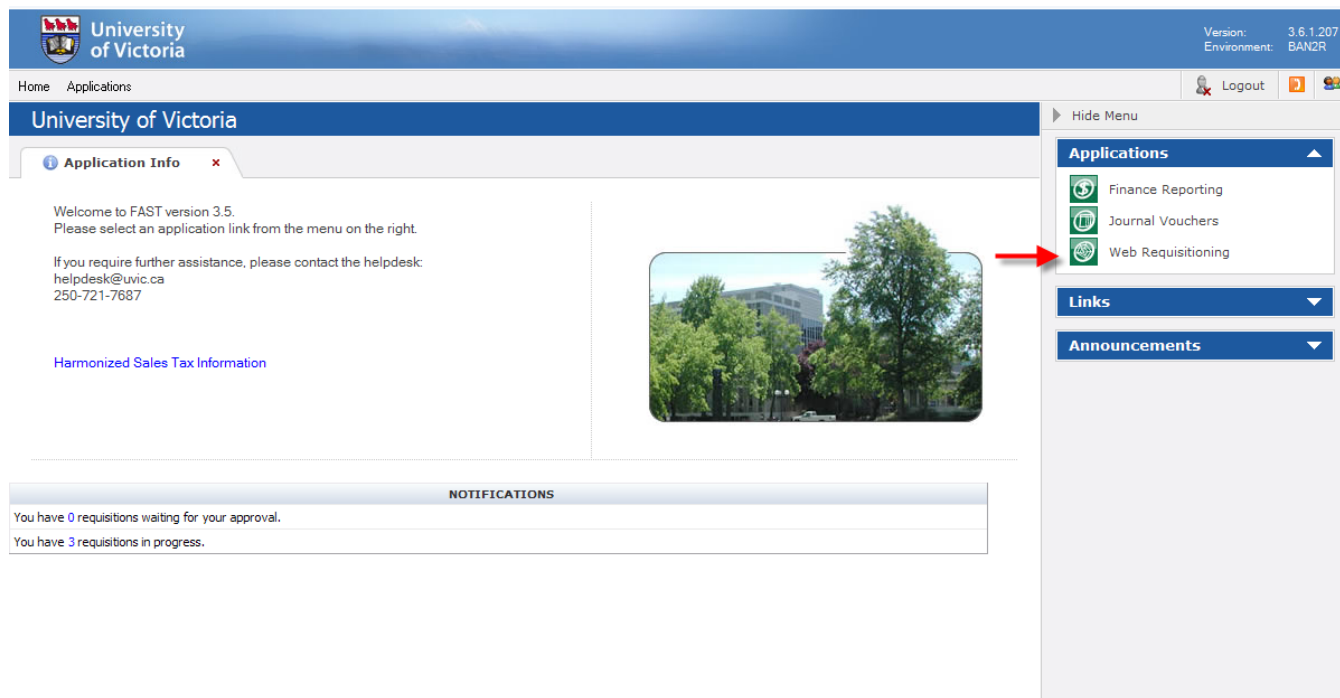 University
of Victoria
Version: 3.6.1.207
Environment: BAN2R
Home Applications
Logout
University of Victoria
Hide Menu
Application Info x
Applications
Finance Reporting
Journal Vouchers
Web Requisitioning
Links
Announcements
Welcome to FAST version 3.5.
Please select an application link from the menu on the right.
If you require further assistance, please contact the helpdesk:
helpdesk@uvic.ca
250-721-7687
Harmonized Sales Tax Information
NOTIFICATIONS
You have 0 requisitions waiting for your approval.
You have 3 requisitions in progress.